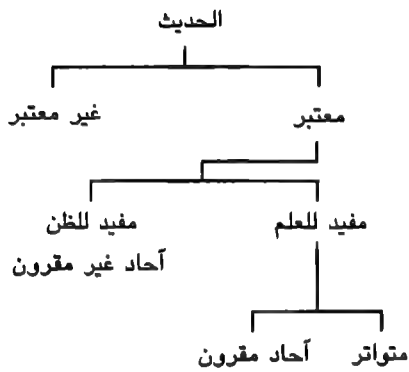 الحديث
معتبر
غير معتبر
مفيد للعلم
مفيد للظن
آحاد غير مقرون
متواتر
آحاد مقرون